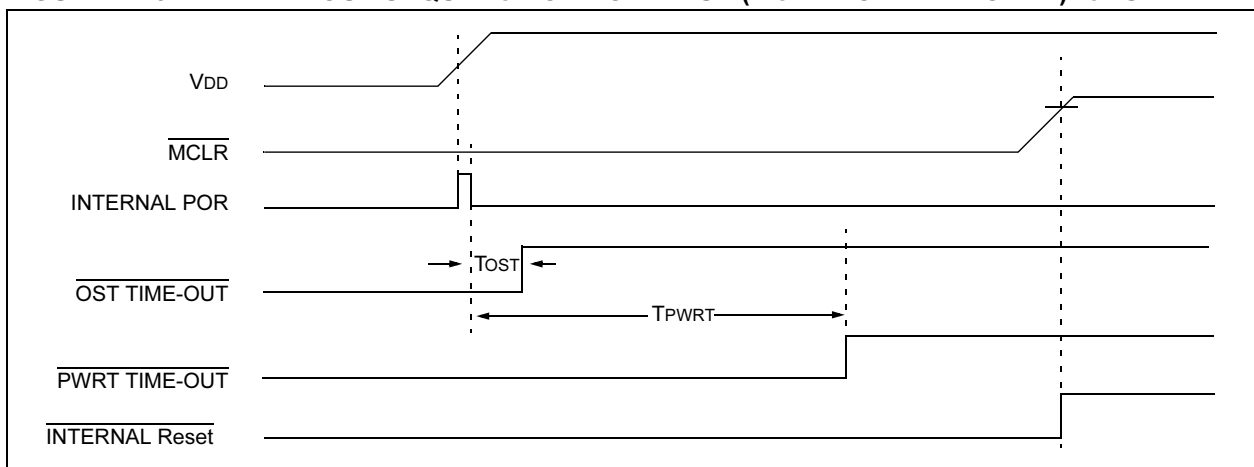 VDD
MCLR
INTERNAL POR
TOST
OST TIME-OUT
TPWRT
PWRT TIME-OUT
INTERNAL Reset